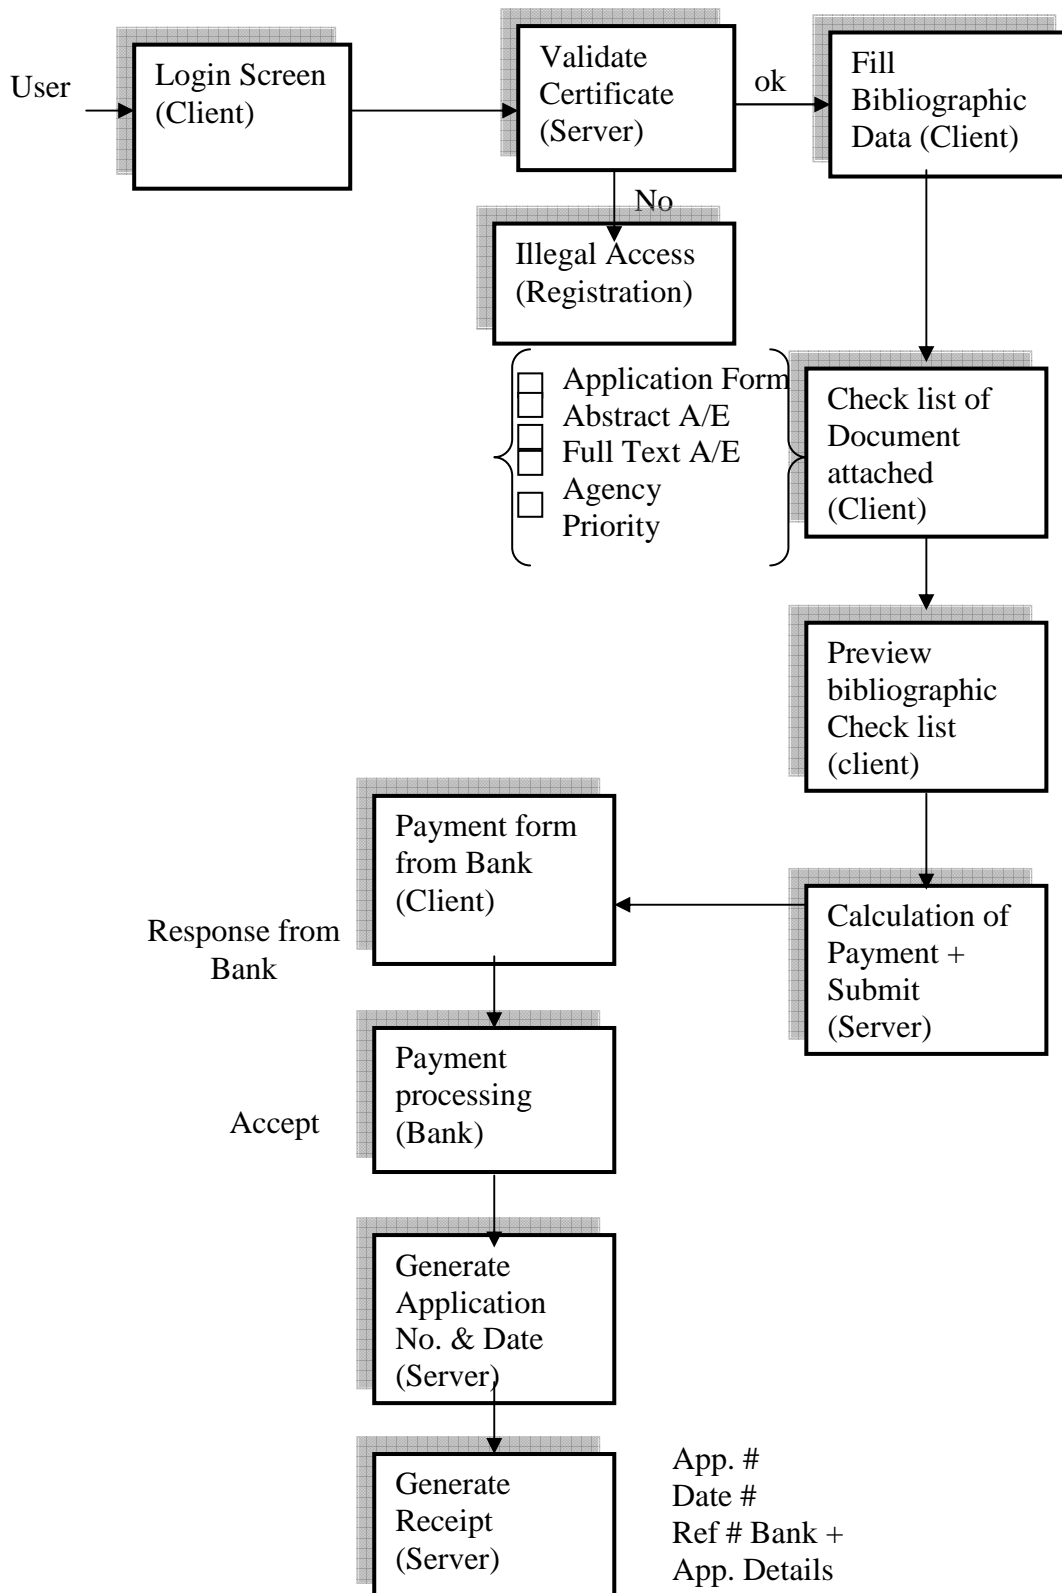 User
Login Screen
(Client)
Validate
Certificate
(Server)
ok
Fill
Bibliographic
Data (Client)
No
Illegal Access
(Registration)
Application Form
Abstract A/E
Full Text A/E
Agency
Priority
Check list of
Document
attached
(Client)
Preview
bibliographic
Check list
(client)
Calculation of
Payment +
Submit
(Server)
Payment form
from Bank
(Client)
Response from
Bank
Payment
processing
(Bank)
Accept
Generate
Application
No. & Date
(Server)
Generate
Receipt
(Server)
App. #
Date #
Ref # Bank +
App. Details